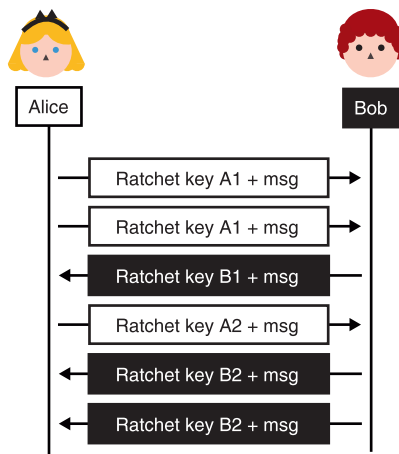 Alice
Bob
Ratchet key A1 + msg
Ratchet key A1 + msg
Ratchet key B1 + msg
Ratchet key A2 + msg
Ratchet key B2 + msg
Ratchet key B2 + msg